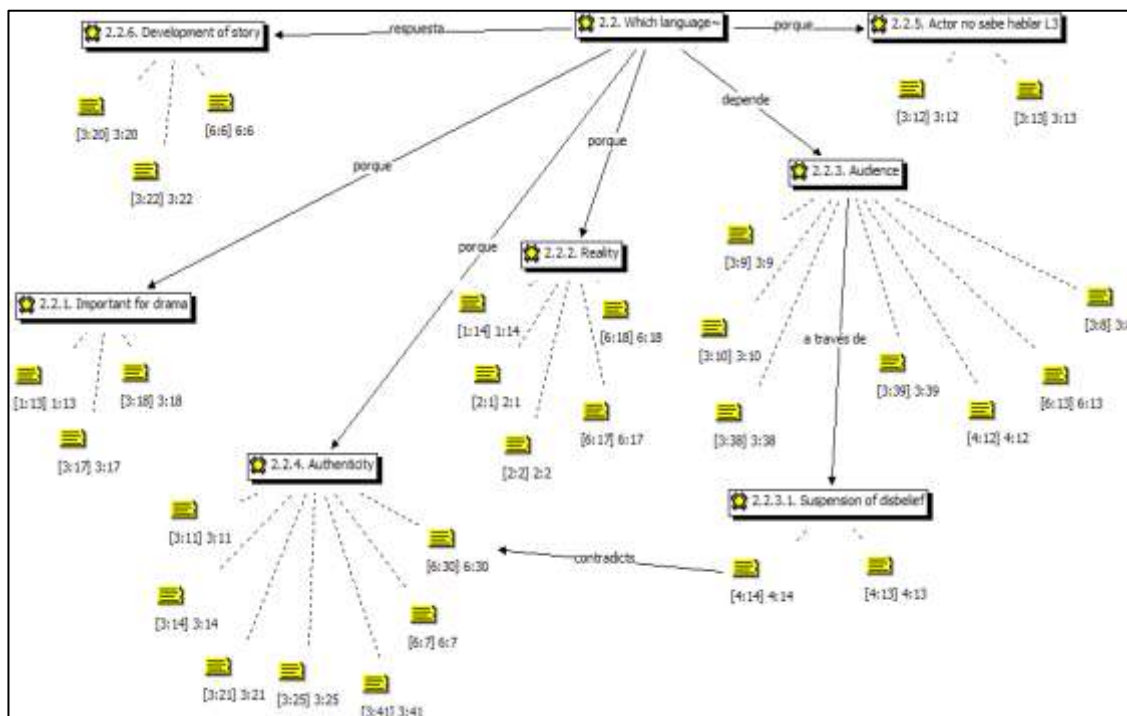 2.2.6. Development of story
respuesta
2.2. Which language~
porque
2.2.5. Actor no sabe hablar L3
[3:20] 3:20
[6:6] 6:6
[3:22] 3:22
[3:12] 3:12
[3:13] 3:13
depende
porque
porque
2.2.3. Audience
porque
2.2.2. Reality
[3:9] 3:9
2.2.1. Important for drama
[1:14] 1:14
[6:18] 6:18
[3:8] 3:
[3:10] 3:10
a través de
[3:39] 3:39
[1:13] 1:13
[3:18] 3:18
[2:1] 2:1
[6:13] 6:13
[3:17] 3:17
[6:17] 6:17
[3:38] 3:38
[4:12] 4:12
[2:2] 2:2
2.2.4. Authenticity
2.2.3.1. Suspension of disbelief
[3:11] 3:11
[6:30] 6:30
contradicts
[4:14] 4:14
[4:13] 4:13
[3:14] 3:14
[6:7] 6:7
[3:21] 3:21
[3:25] 3:25
[3:41] 3:41